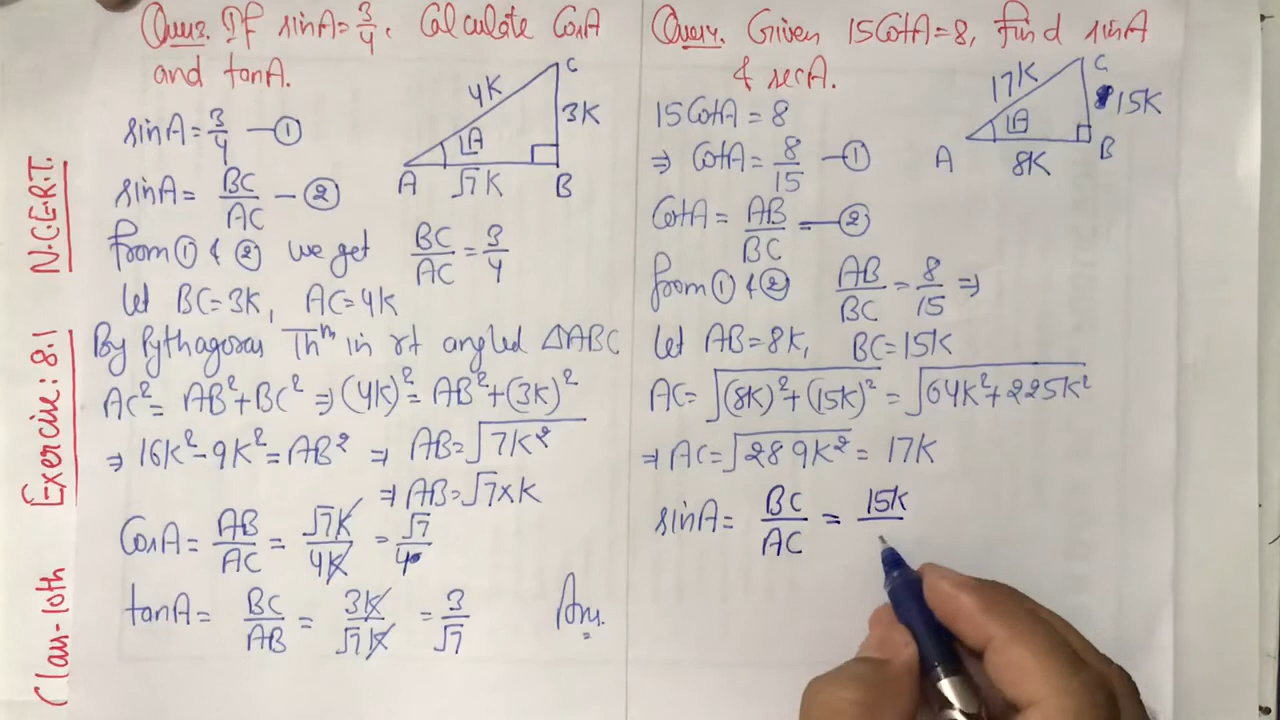 Class-10th Exercise: 8.1 N.C.E.R.T.
Ques3. If sinA=3/4. Calculate CosA
and tanA.
4K
C
3K
∠A
A
√7K
B
sinA=3/4 —①
sinA= BC/AC —②
from ① & ② we get BC/AC=3/4
let BC=3K, AC=4K
By Pythagoras Thm in rt angled ΔABC
AC²= AB²+BC² ⇒(4K)²=AB²+(3K)²
⇒ 16K²-9K²=AB² ⇒ AB=√7K²
⇒ AB=√7×K
CosA= AB/AC = √7K/4K = √7/4
tanA= BC/AB = 3K/√7K = 3/√7 Ans.
Ques4. Given 15CotA=8, find sinA
& secA.
17K
C
15K
∠A
A
8K
B
15CotA=8
⇒ CotA=8/15 —①
CotA= AB/BC —②
from ① & ② AB/BC=8/15 ⇒
let AB=8K, BC=15K
AC=√(8K)²+(15K)² =√64K²+225K²
⇒ AC=√289K² = 17K
sinA= BC/AC = 15K